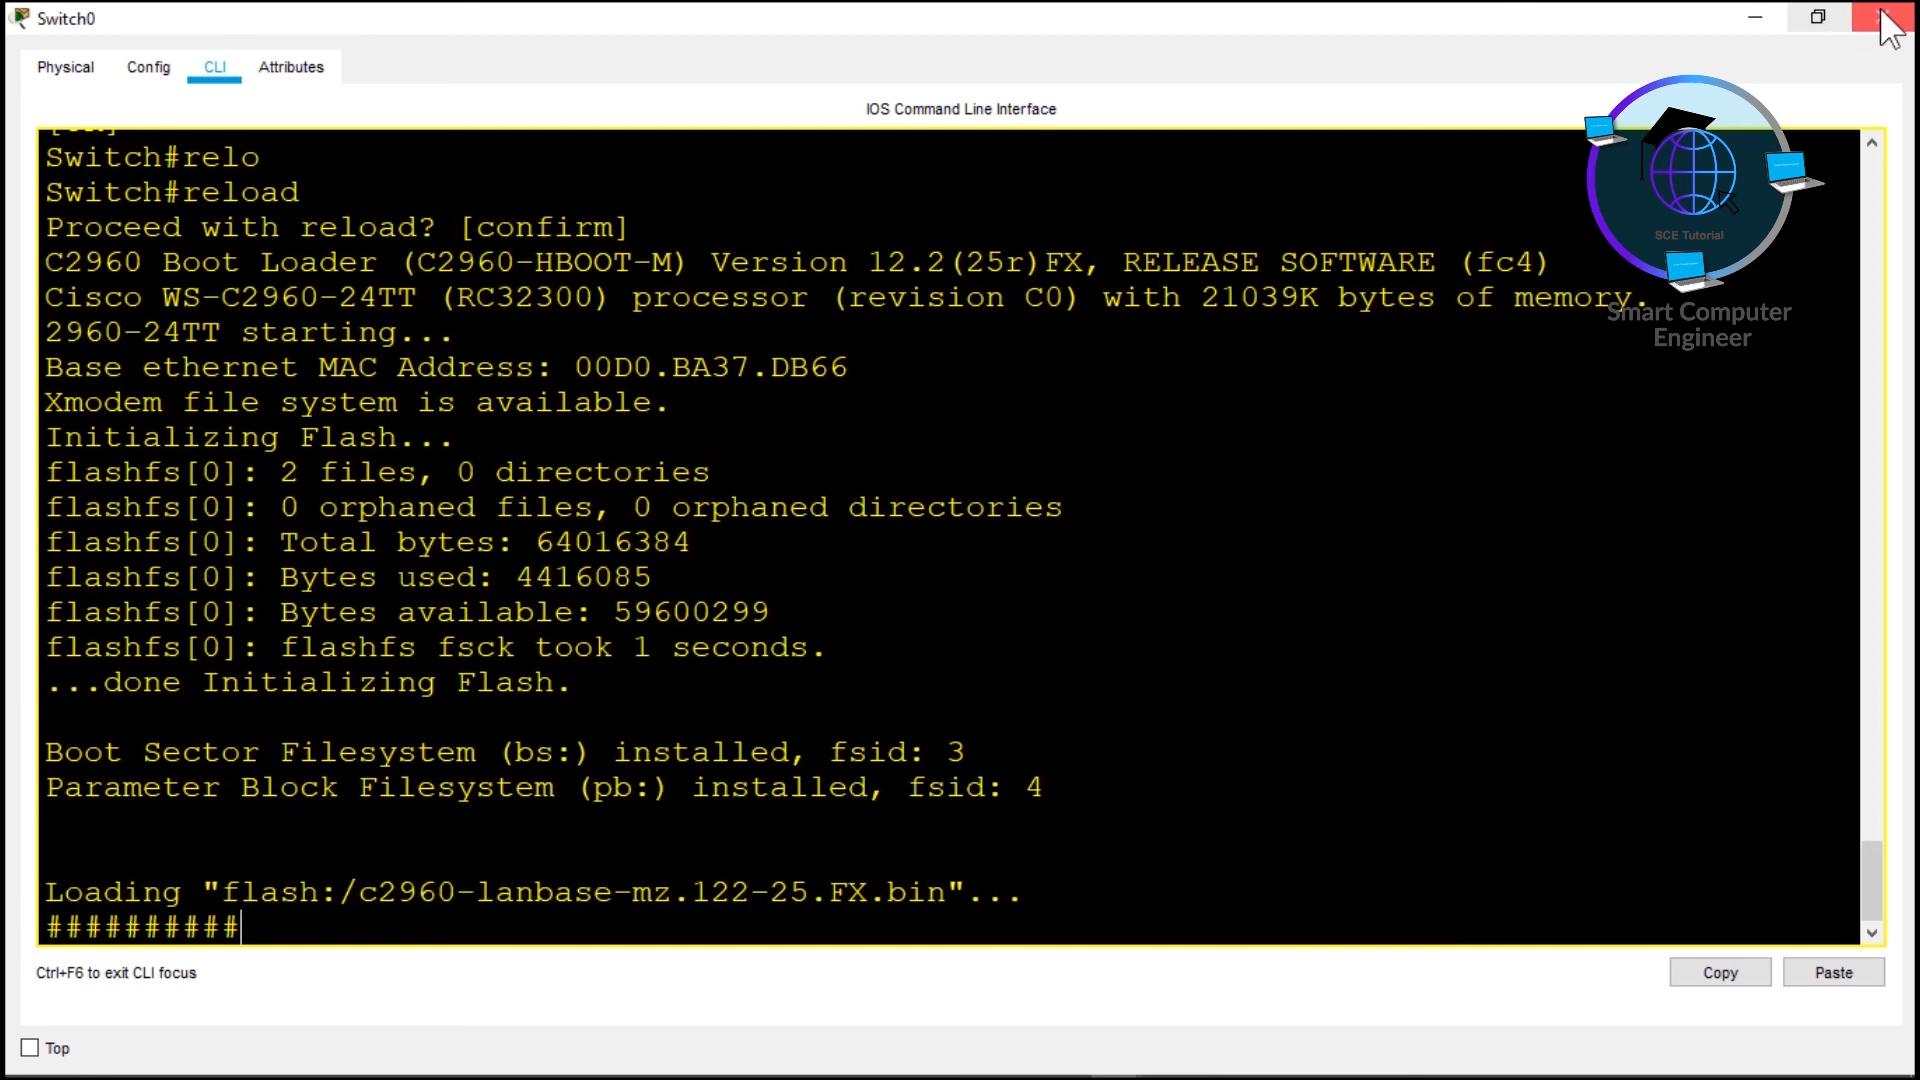 Switch0
Physical Config CLI Attributes
IOS Command Line Interface
Switch#relo
Switch#reload
Proceed with reload? [confirm]
C2960 Boot Loader (C2960-HBOOT-M) Version 12.2(25r)FX, RELEASE SOFTWARE (fc4)
Cisco WS-C2960-24TT (RC32300) processor (revision C0) with 21039K bytes of memory.
2960-24TT starting...
Base ethernet MAC Address: 00D0.BA37.DB66
Xmodem file system is available.
Initializing Flash...
flashfs[0]: 2 files, 0 directories
flashfs[0]: 0 orphaned files, 0 orphaned directories
flashfs[0]: Total bytes: 64016384
flashfs[0]: Bytes used: 4416085
flashfs[0]: Bytes available: 59600299
flashfs[0]: flashfs fsck took 1 seconds.
...done Initializing Flash.
Boot Sector Filesystem (bs:) installed, fsid: 3
Parameter Block Filesystem (pb:) installed, fsid: 4
Loading "flash:/c2960-lanbase-mz.122-25.FX.bin"...
##########
SCE Tutorial
Smart Computer
Engineer
Ctrl+F6 to exit CLI focus
Copy Paste
Top